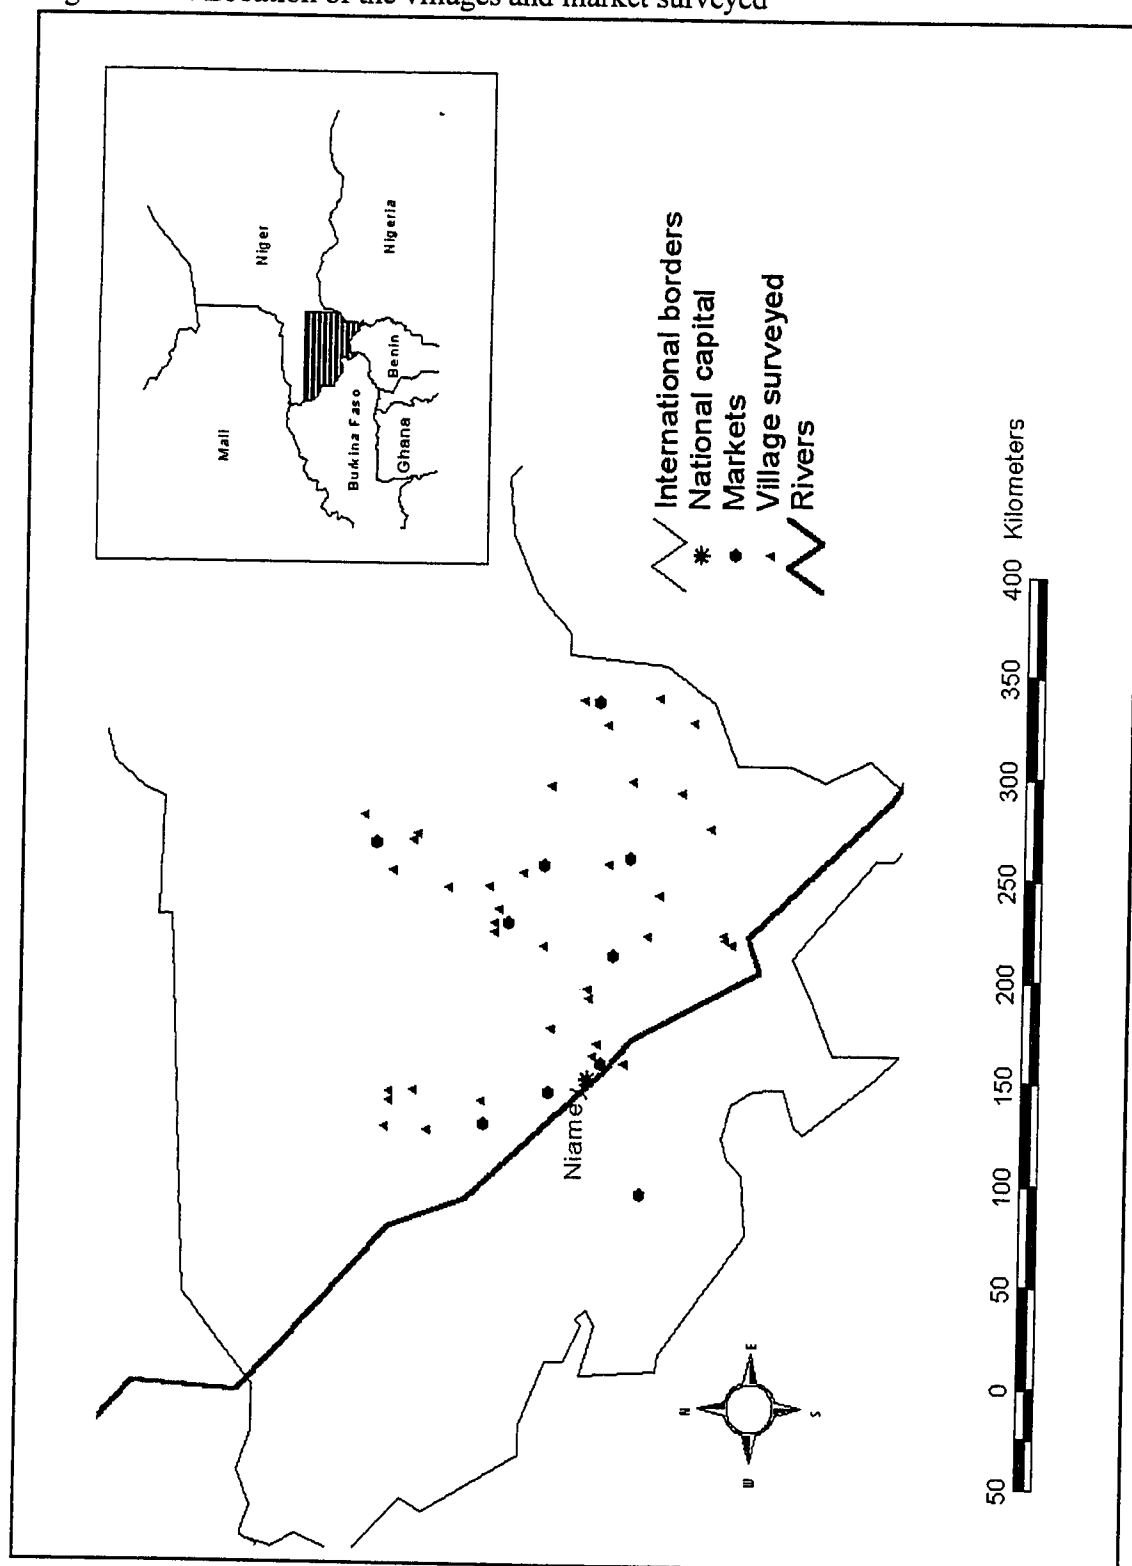 Location of the villages and market surveyed
Mali
Niger
Burkina Faso
Nigeria
Benin
Ghana
Niamey
International borders
National capital
Markets
Village surveyed
Rivers
N
W
E
S
50 0 50 100 150 200 250 300 350 400 Kilometers